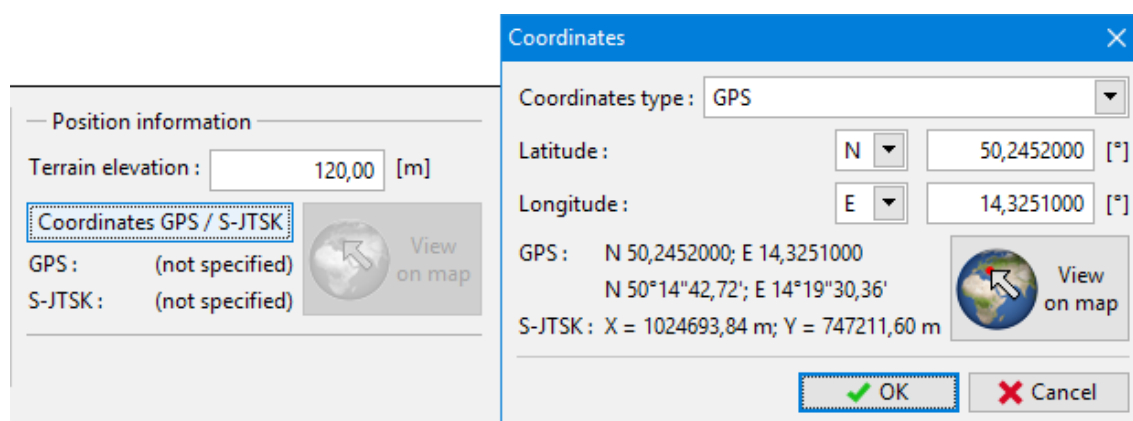 Position information
Terrain elevation : 120,00 [m]
Coordinates GPS / S-JTSK
GPS : (not specified)
S-JTSK : (not specified)
View
on map
Coordinates
Coordinates type : GPS
Latitude : N 50,2452000 [°]
Longitude : E 14,3251000 [°]
GPS : N 50,2452000; E 14,3251000
N 50°14"42,72'; E 14°19"30,36'
S-JTSK : X = 1024693,84 m; Y = 747211,60 m
View
on map
OK Cancel